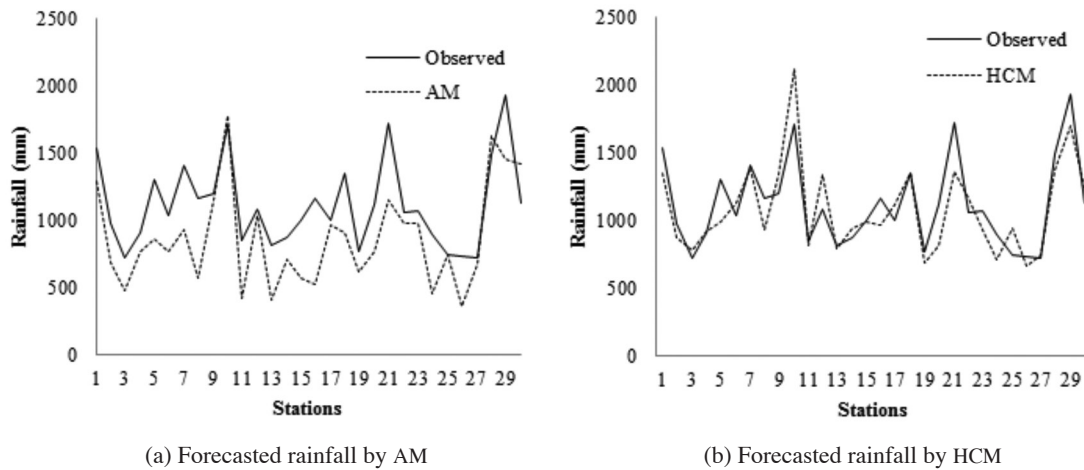 2500
2000
1500
1000
500
0
Rainfall (mm)
Observed
AM
1 3 5 7 9 11 13 15 17 19 21 23 25 27 29
Stations
(a) Forecasted rainfall by AM
2500
2000
1500
1000
500
0
Rainfall (mm)
Observed
HCM
1 3 5 7 9 11 13 15 17 19 21 23 25 27 29
Stations
(b) Forecasted rainfall by HCM